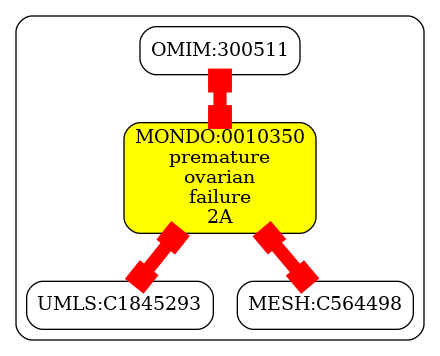 OMIM:300511
MONDO:0010350
premature
ovarian
failure
2A
UMLS:C1845293
MESH:C564498